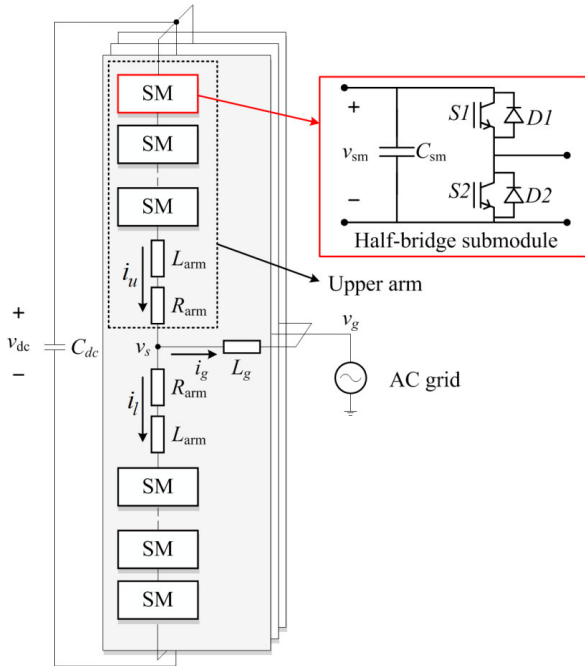 SM
SM
SM
i_u
L_arm
R_arm
+
v_dc
−
C_dc
v_s
i_g
L_g
v_g
AC grid
R_arm
i_l
L_arm
SM
SM
SM
Upper arm
+
v_sm
−
C_sm
S1
D1
S2
D2
Half-bridge submodule